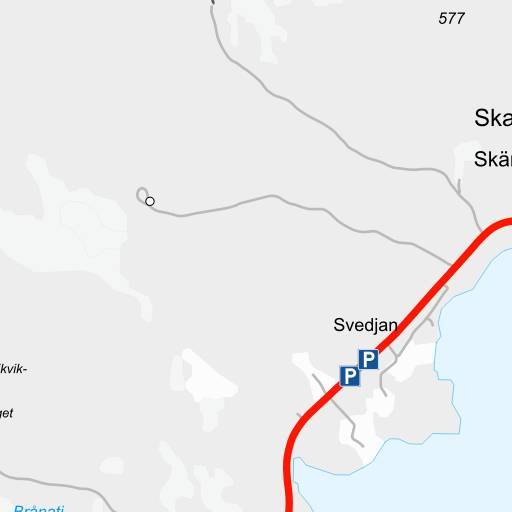 577
Ska
Skär
Svedjan
P
P
kvik-
get
Brånati